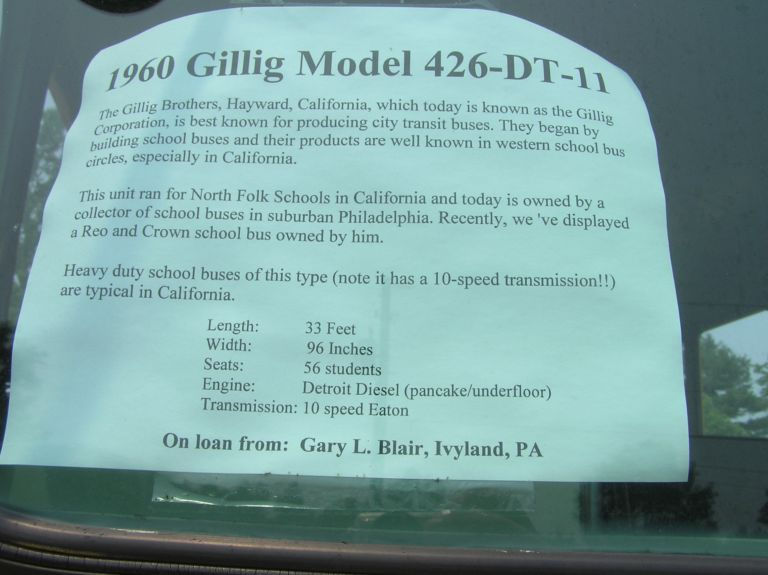 1960 Gillig Model 426-DT-11
The Gillig Brothers, Hayward, California, which today is known as the Gillig
Corporation, is best known for producing city transit buses. They began by
building school buses and their products are well known in western school bus
circles, especially in California.
This unit ran for North Folk Schools in California and today is owned by a
collector of school buses in suburban Philadelphia. Recently, we 've displayed
a Reo and Crown school bus owned by him.
Heavy duty school buses of this type (note it has a 10-speed transmission!!)
are typical in California.
Length: 33 Feet
Width: 96 Inches
Seats: 56 students
Engine: Detroit Diesel (pancake/underfloor)
Transmission: 10 speed Eaton
On loan from: Gary L. Blair, Ivyland, PA